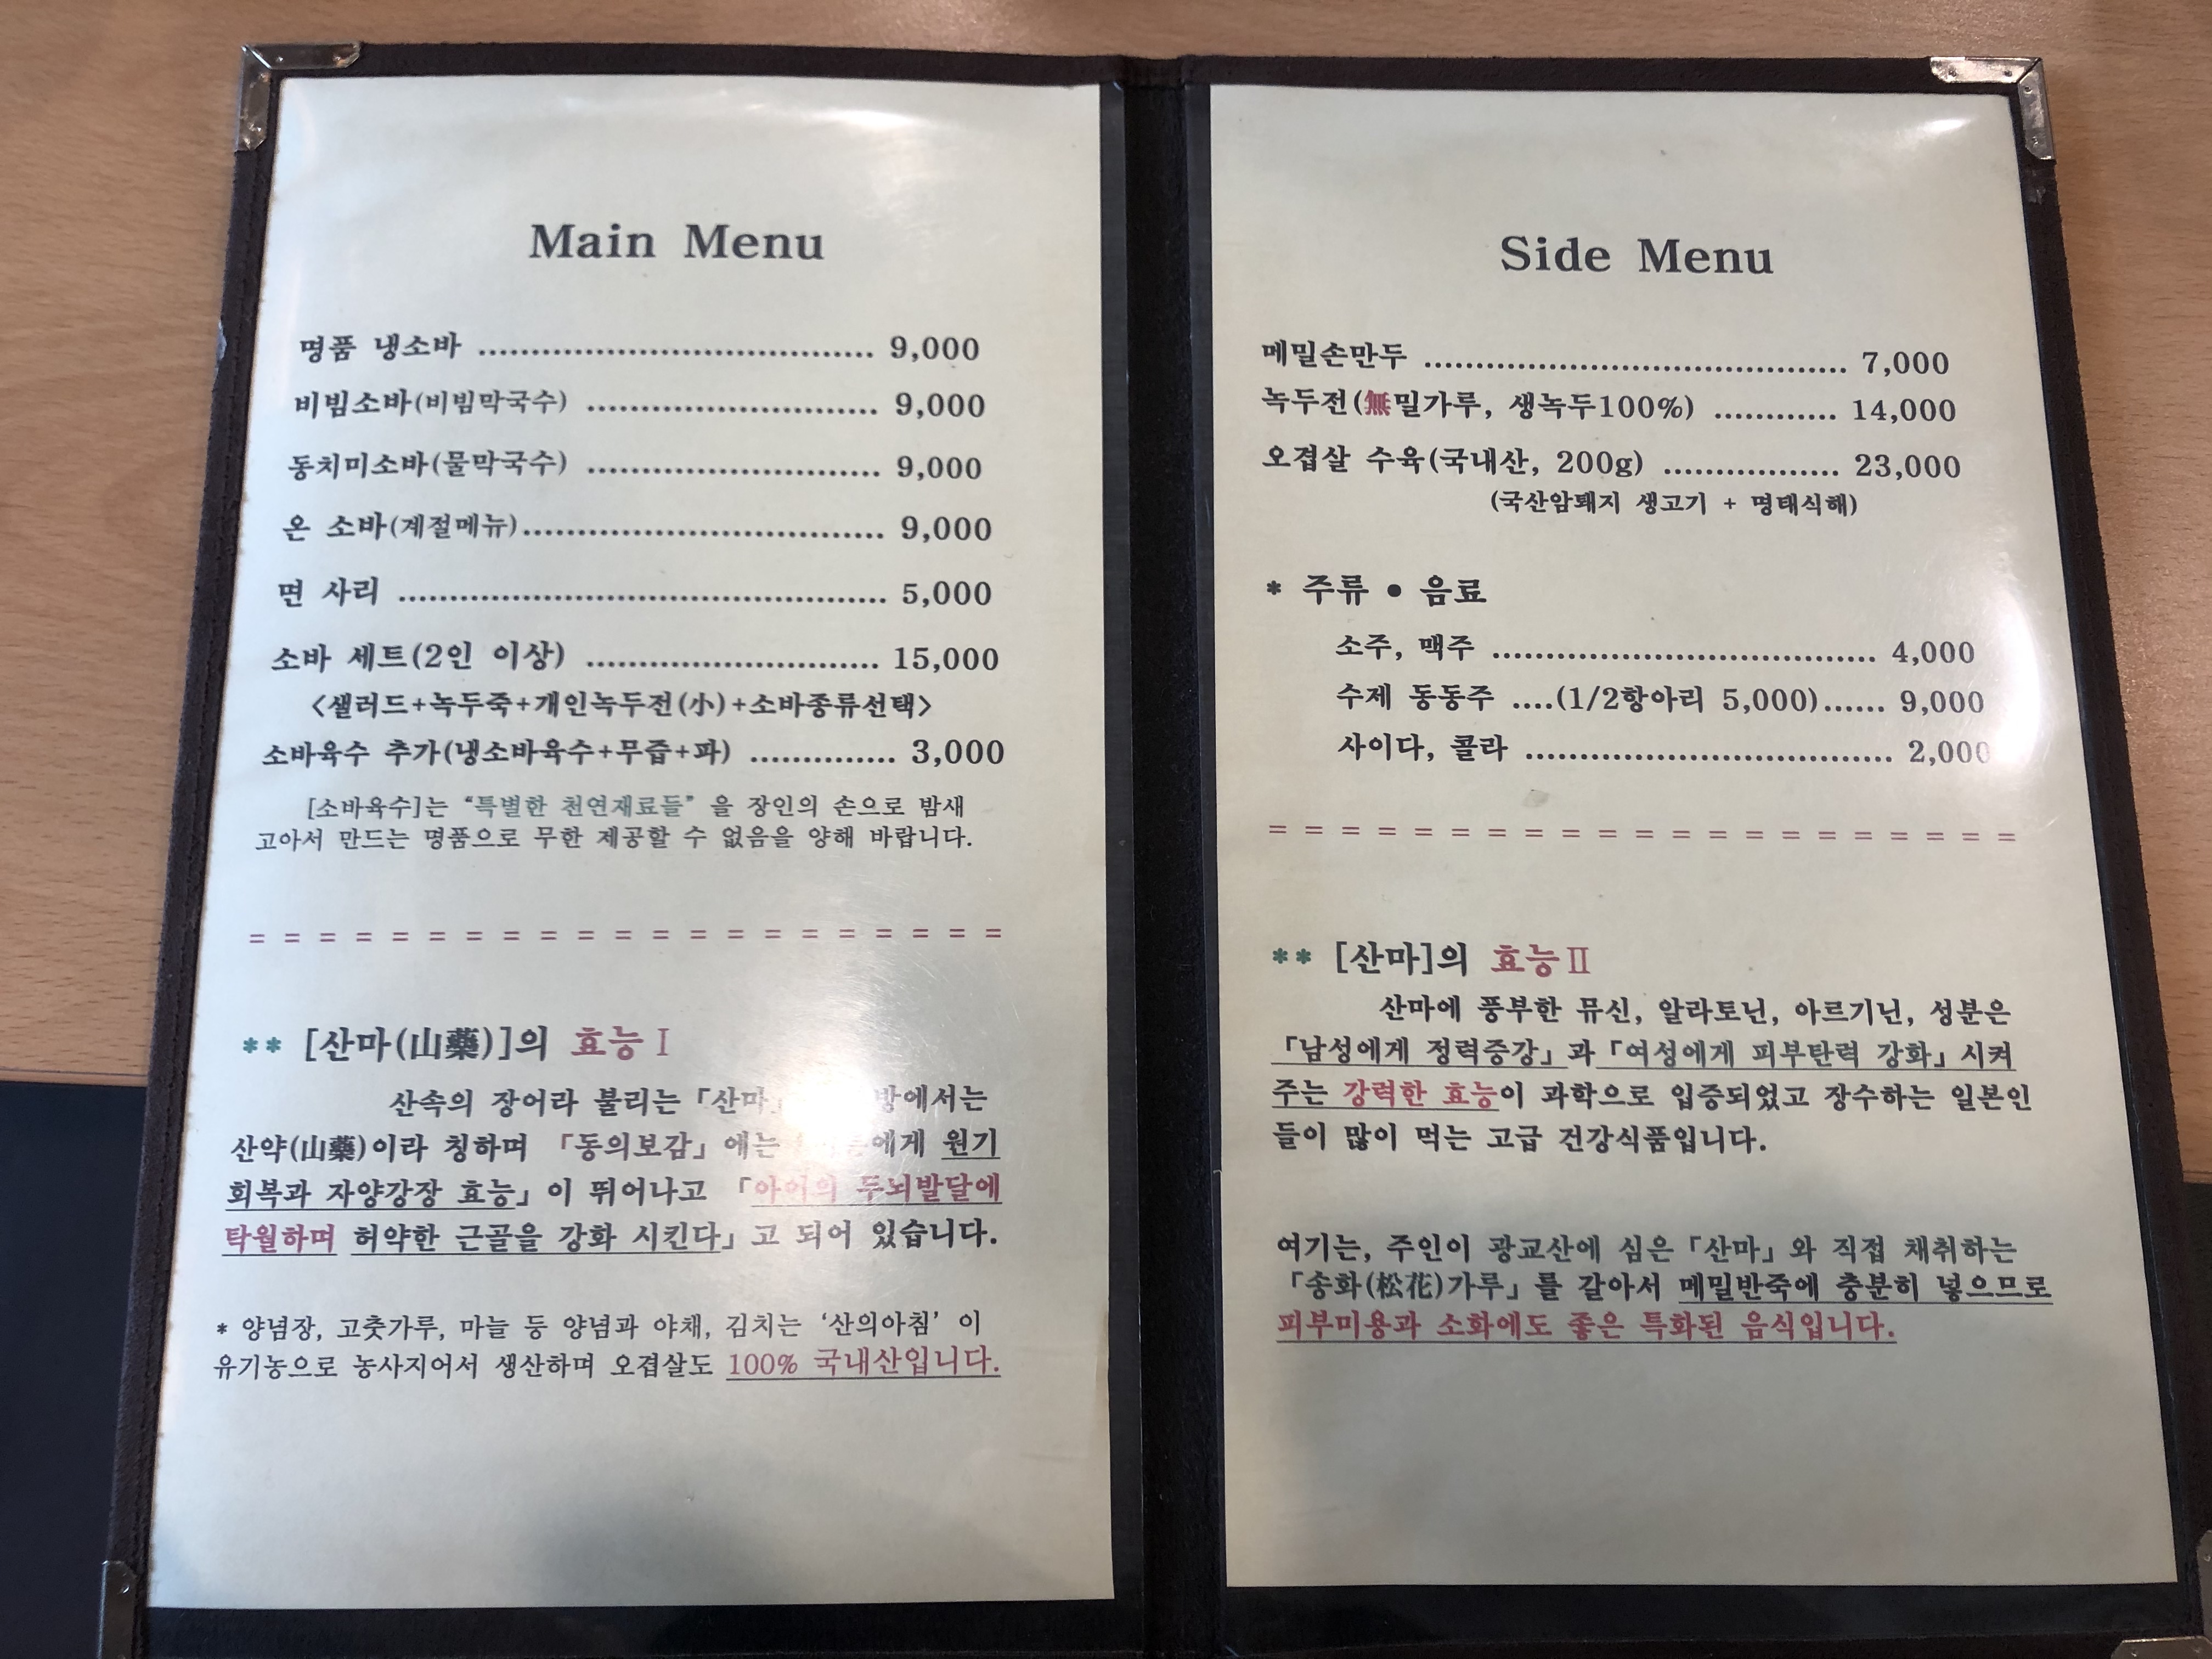 Main Menu
명품 냉소바 .................................... 9,000
비빔소바(비빔막국수) ........................... 9,000
동치미소바(물막국수) ........................... 9,000
온 소바(계절메뉴)................................. 9,000
면 사리 ............................................. 5,000
소바 세트(2인 이상) ........................... 15,000
<샐러드+녹두죽+개인녹두전(小)+소바종류선택>
소바육수 추가(냉소바육수+무즙+파) .............. 3,000
[소바육수]는 “특별한 천연재료들” 을 장인의 손으로 밤새
고아서 만드는 명품으로 무한 제공할 수 없음을 양해 바랍니다.
= = = = = = = = = = = = = = = = = = = = =
** [산마(山藥)]의 효능Ⅰ
산속의 장어라 불리는「산마」 방에서는
산약(山藥)이라 칭하며 「동의보감」에는 에게 원기
회복과 자양강장 효능」이 뛰어나고 「아이의 두뇌발달에
탁월하며 허약한 근골을 강화 시킨다」고 되어 있습니다.
* 양념장, 고춧가루, 마늘 등 양념과 야채, 김치는 ‘산의아침’ 이
유기농으로 농사지어서 생산하며 오겹살도 100% 국내산입니다.
Side Menu
메밀손만두 ....................................... 7,000
녹두전(無밀가루, 생녹두100%) ............ 14,000
오겹살 수육(국내산, 200g) ................. 23,000
(국산암퇘지 생고기 + 명태식해)
* 주류 • 음료
소주, 맥주 .................................... 4,000
수제 동동주 ....(1/2항아리 5,000)...... 9,000
사이다, 콜라 ................................... 2,000
= = = = = = = = = = = = = = = = = = = = =
** [산마]의 효능Ⅱ
산마에 풍부한 뮤신, 알라토닌, 아르기닌, 성분은
「남성에게 정력증강」과「여성에게 피부탄력 강화」시켜
주는 강력한 효능이 과학으로 입증되었고 장수하는 일본인
들이 많이 먹는 고급 건강식품입니다.
여기는, 주인이 광교산에 심은「산마」와 직접 채취하는
「송화(松花)가루」를 갈아서 메밀반죽에 충분히 넣으므로
피부미용과 소화에도 좋은 특화된 음식입니다.